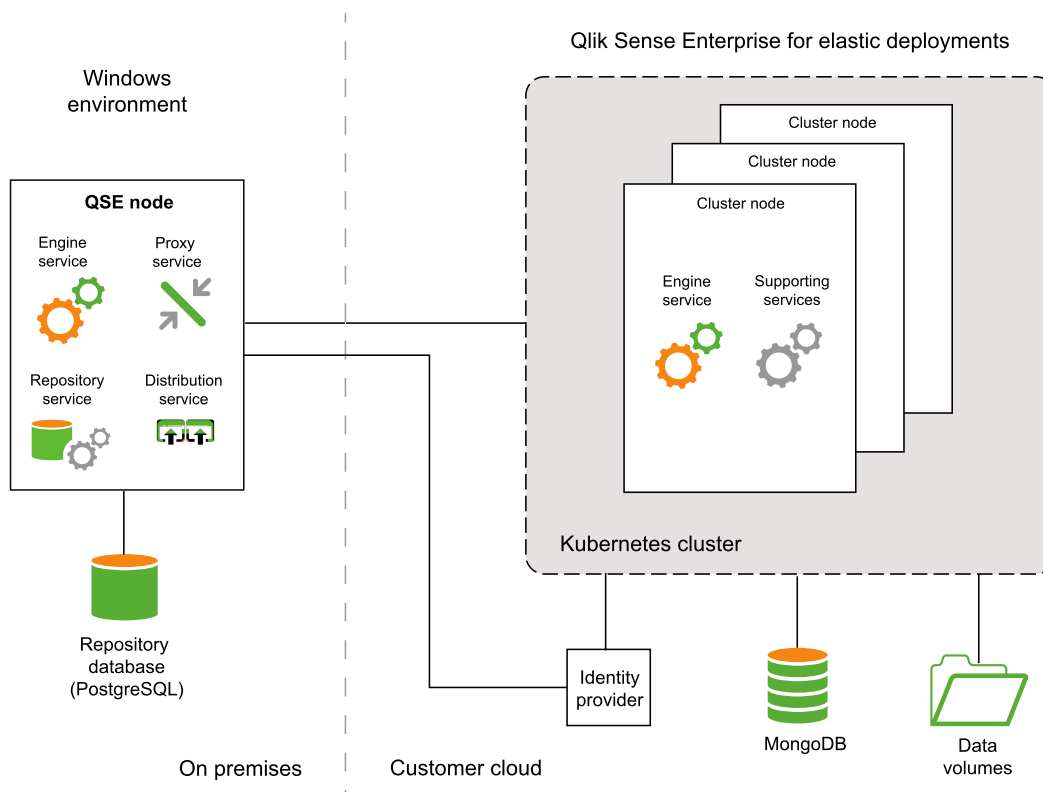 Qlik Sense Enterprise for elastic deployments
Windows
environment
QSE node
Engine
service
Proxy
service
Repository
service
Distribution
service
Repository
database
(PostgreSQL)
On premises
Cluster node
Cluster node
Cluster node
Engine
service
Supporting
services
Kubernetes cluster
Identity
provider
MongoDB
Data
volumes
Customer cloud